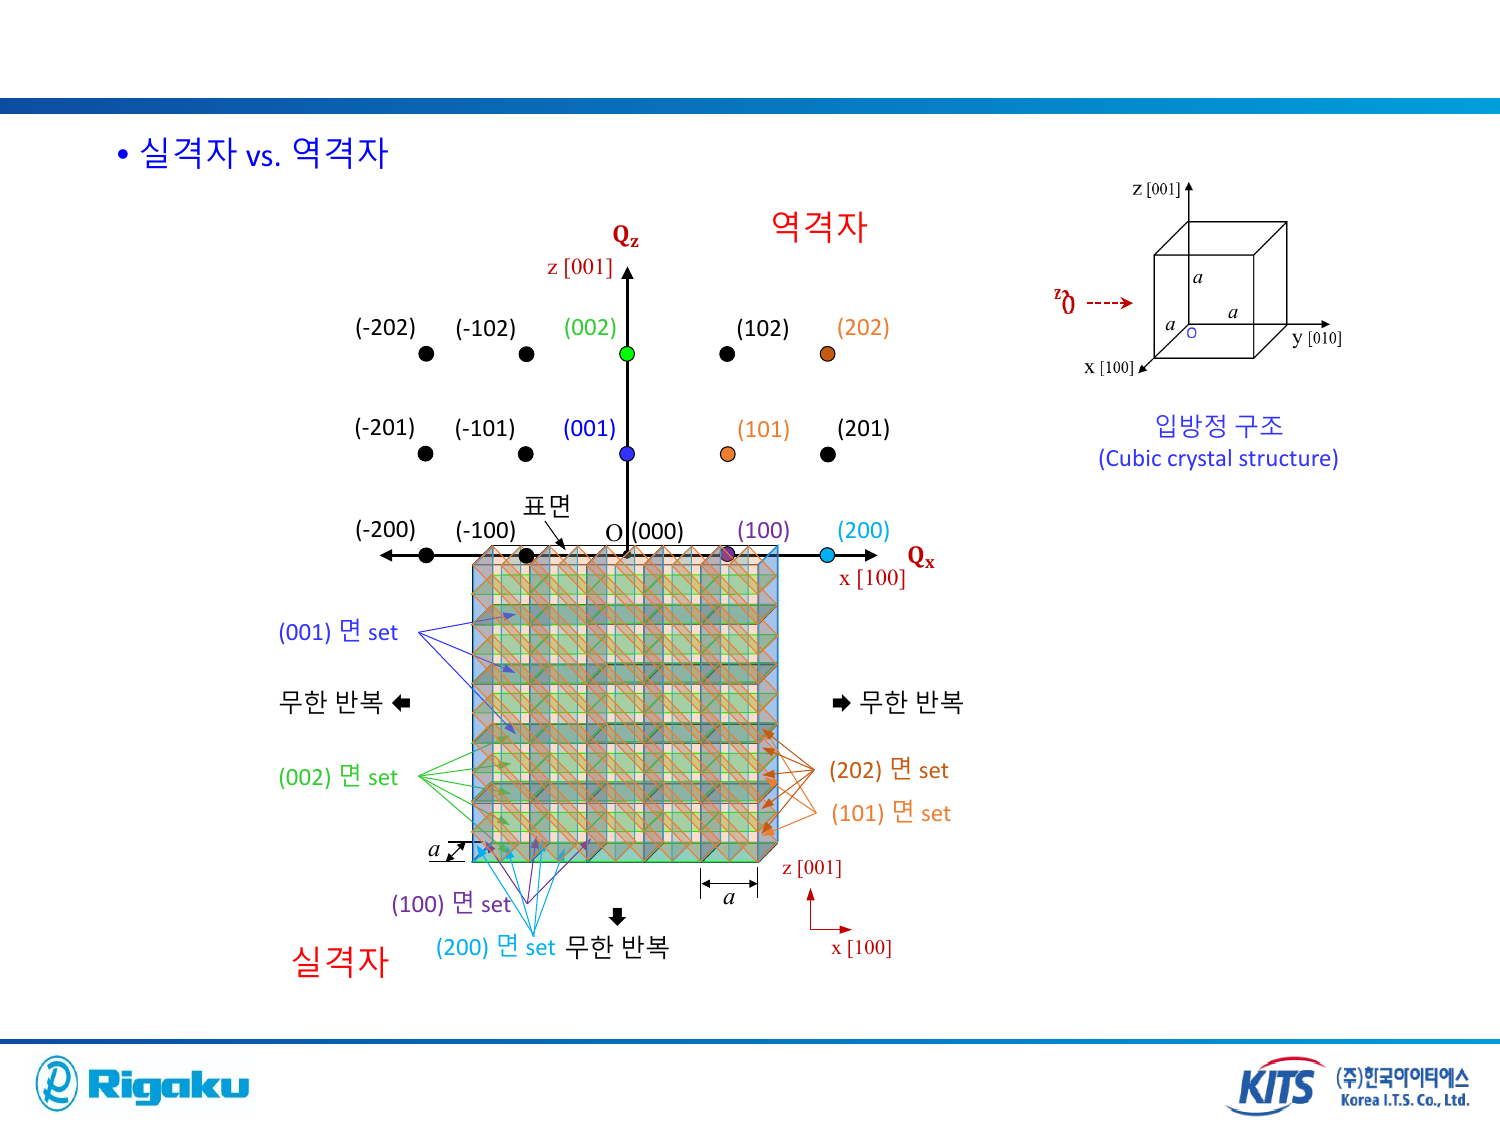 • 실격자 vs. 역격자
역격자
Qz
z [001]
(-202) (-102) (002) (102) (202)
(-201) (-101) (001) (101) (201)
표면
(-200) (-100) O (000) (100) (200)
Qx
x [100]
(001) 면 set
무한 반복
무한 반복
(002) 면 set
(202) 면 set
(101) 면 set
a
z [001]
a
(100) 면 set
(200) 면 set
무한 반복
x [100]
실격자
z [001]
a
a
a
O
y [010]
x [100]
입방정 구조
(Cubic crystal structure)
Rigaku
KITS
(주)한국아이티에스
Korea I.T.S. Co., Ltd.